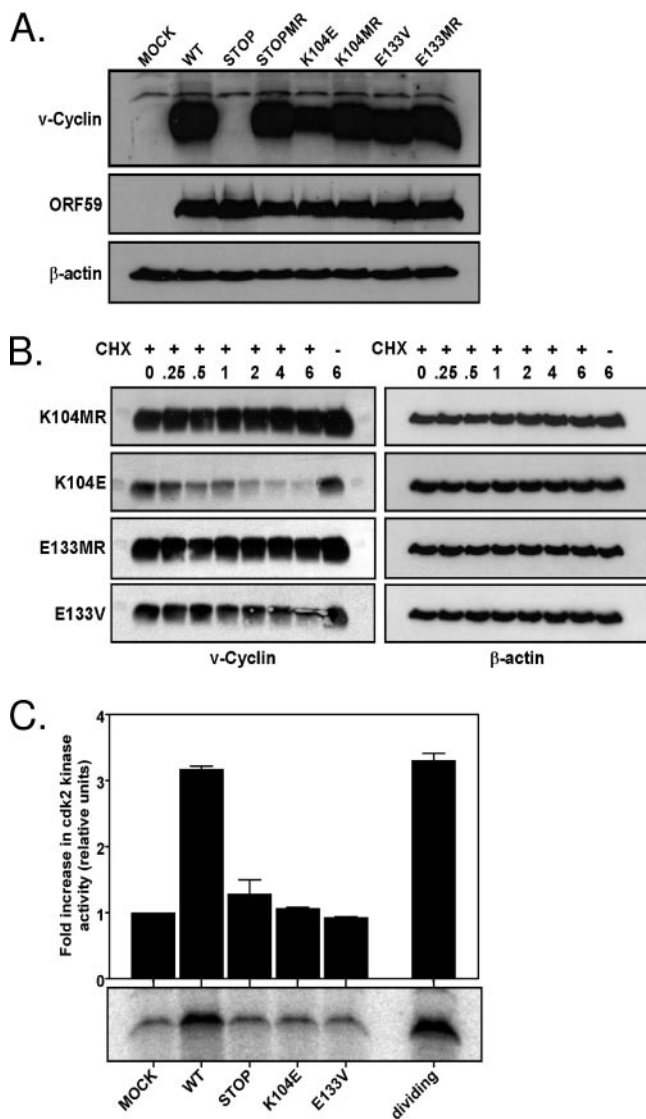 A.
MOCK WT STOP STOPMR K104E K104MR E133V E133MR
v-Cyclin
ORF59
β-actin
B.
CHX + + + + + + + -
0 .25 .5 1 2 4 6 6
CHX + + + + + + + -
0 .25 .5 1 2 4 6 6
K104MR
K104E
E133MR
E133V
v-Cyclin
β-actin
C.
Fold increase in cdk2 kinase
activity (relative units)
4
3
2
1
0
MOCK WT STOP K104E E133V dividing